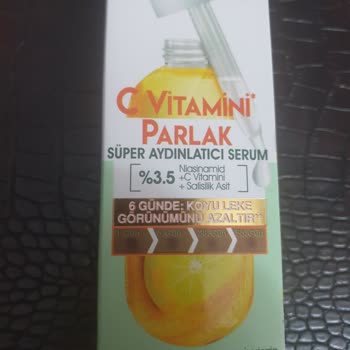 C VİTAMİNİ*
PARLAK
SÜPER AYDINLATICI SERUM
%3.5
Niasinamid
+C Vitamini
+ Salisilik Asit
6 GÜNDE: KOYU LEKE
GÖRÜNÜMÜNÜ AZALTIR**